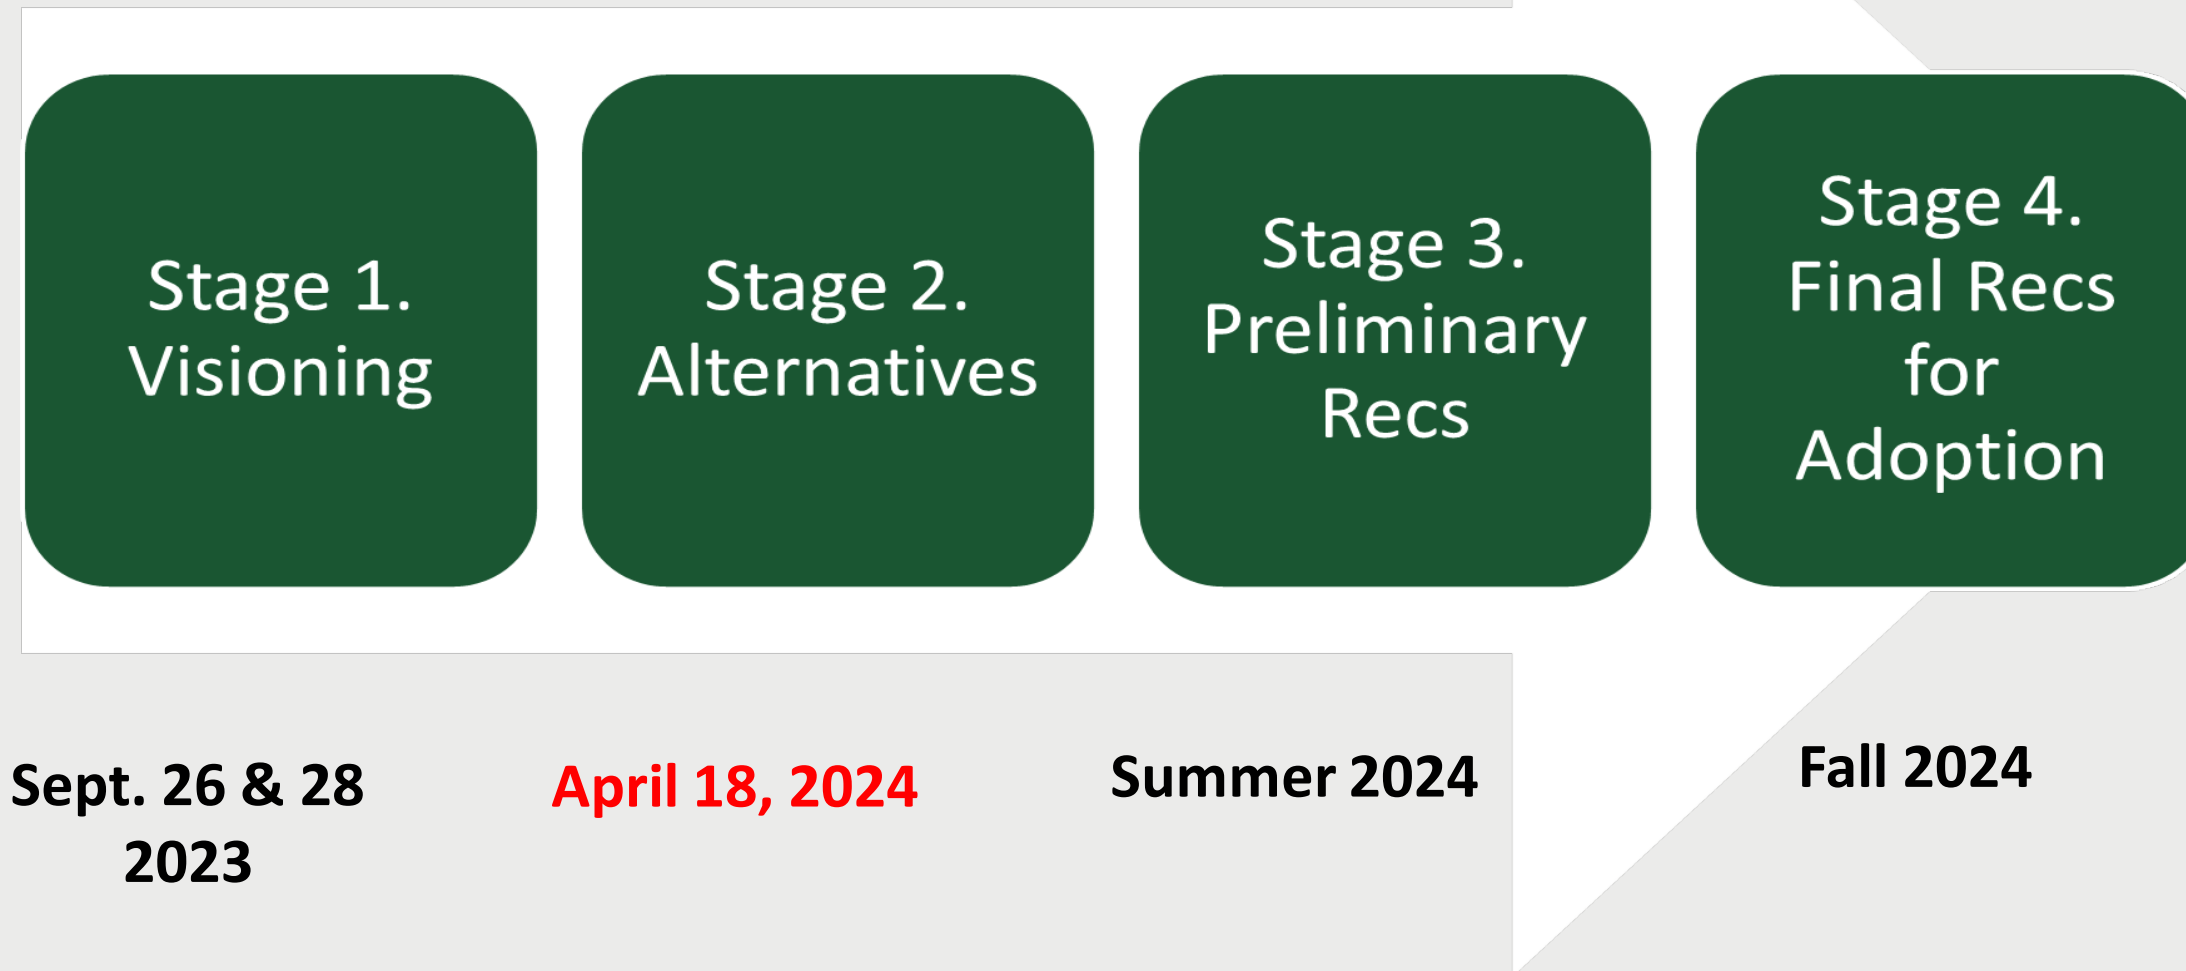 Stage 1.
Visioning
Stage 2.
Alternatives
Stage 3.
Preliminary
Recs
Stage 4.
Final Recs
for
Adoption
Sept. 26 & 28
2023
April 18, 2024
Summer 2024
Fall 2024